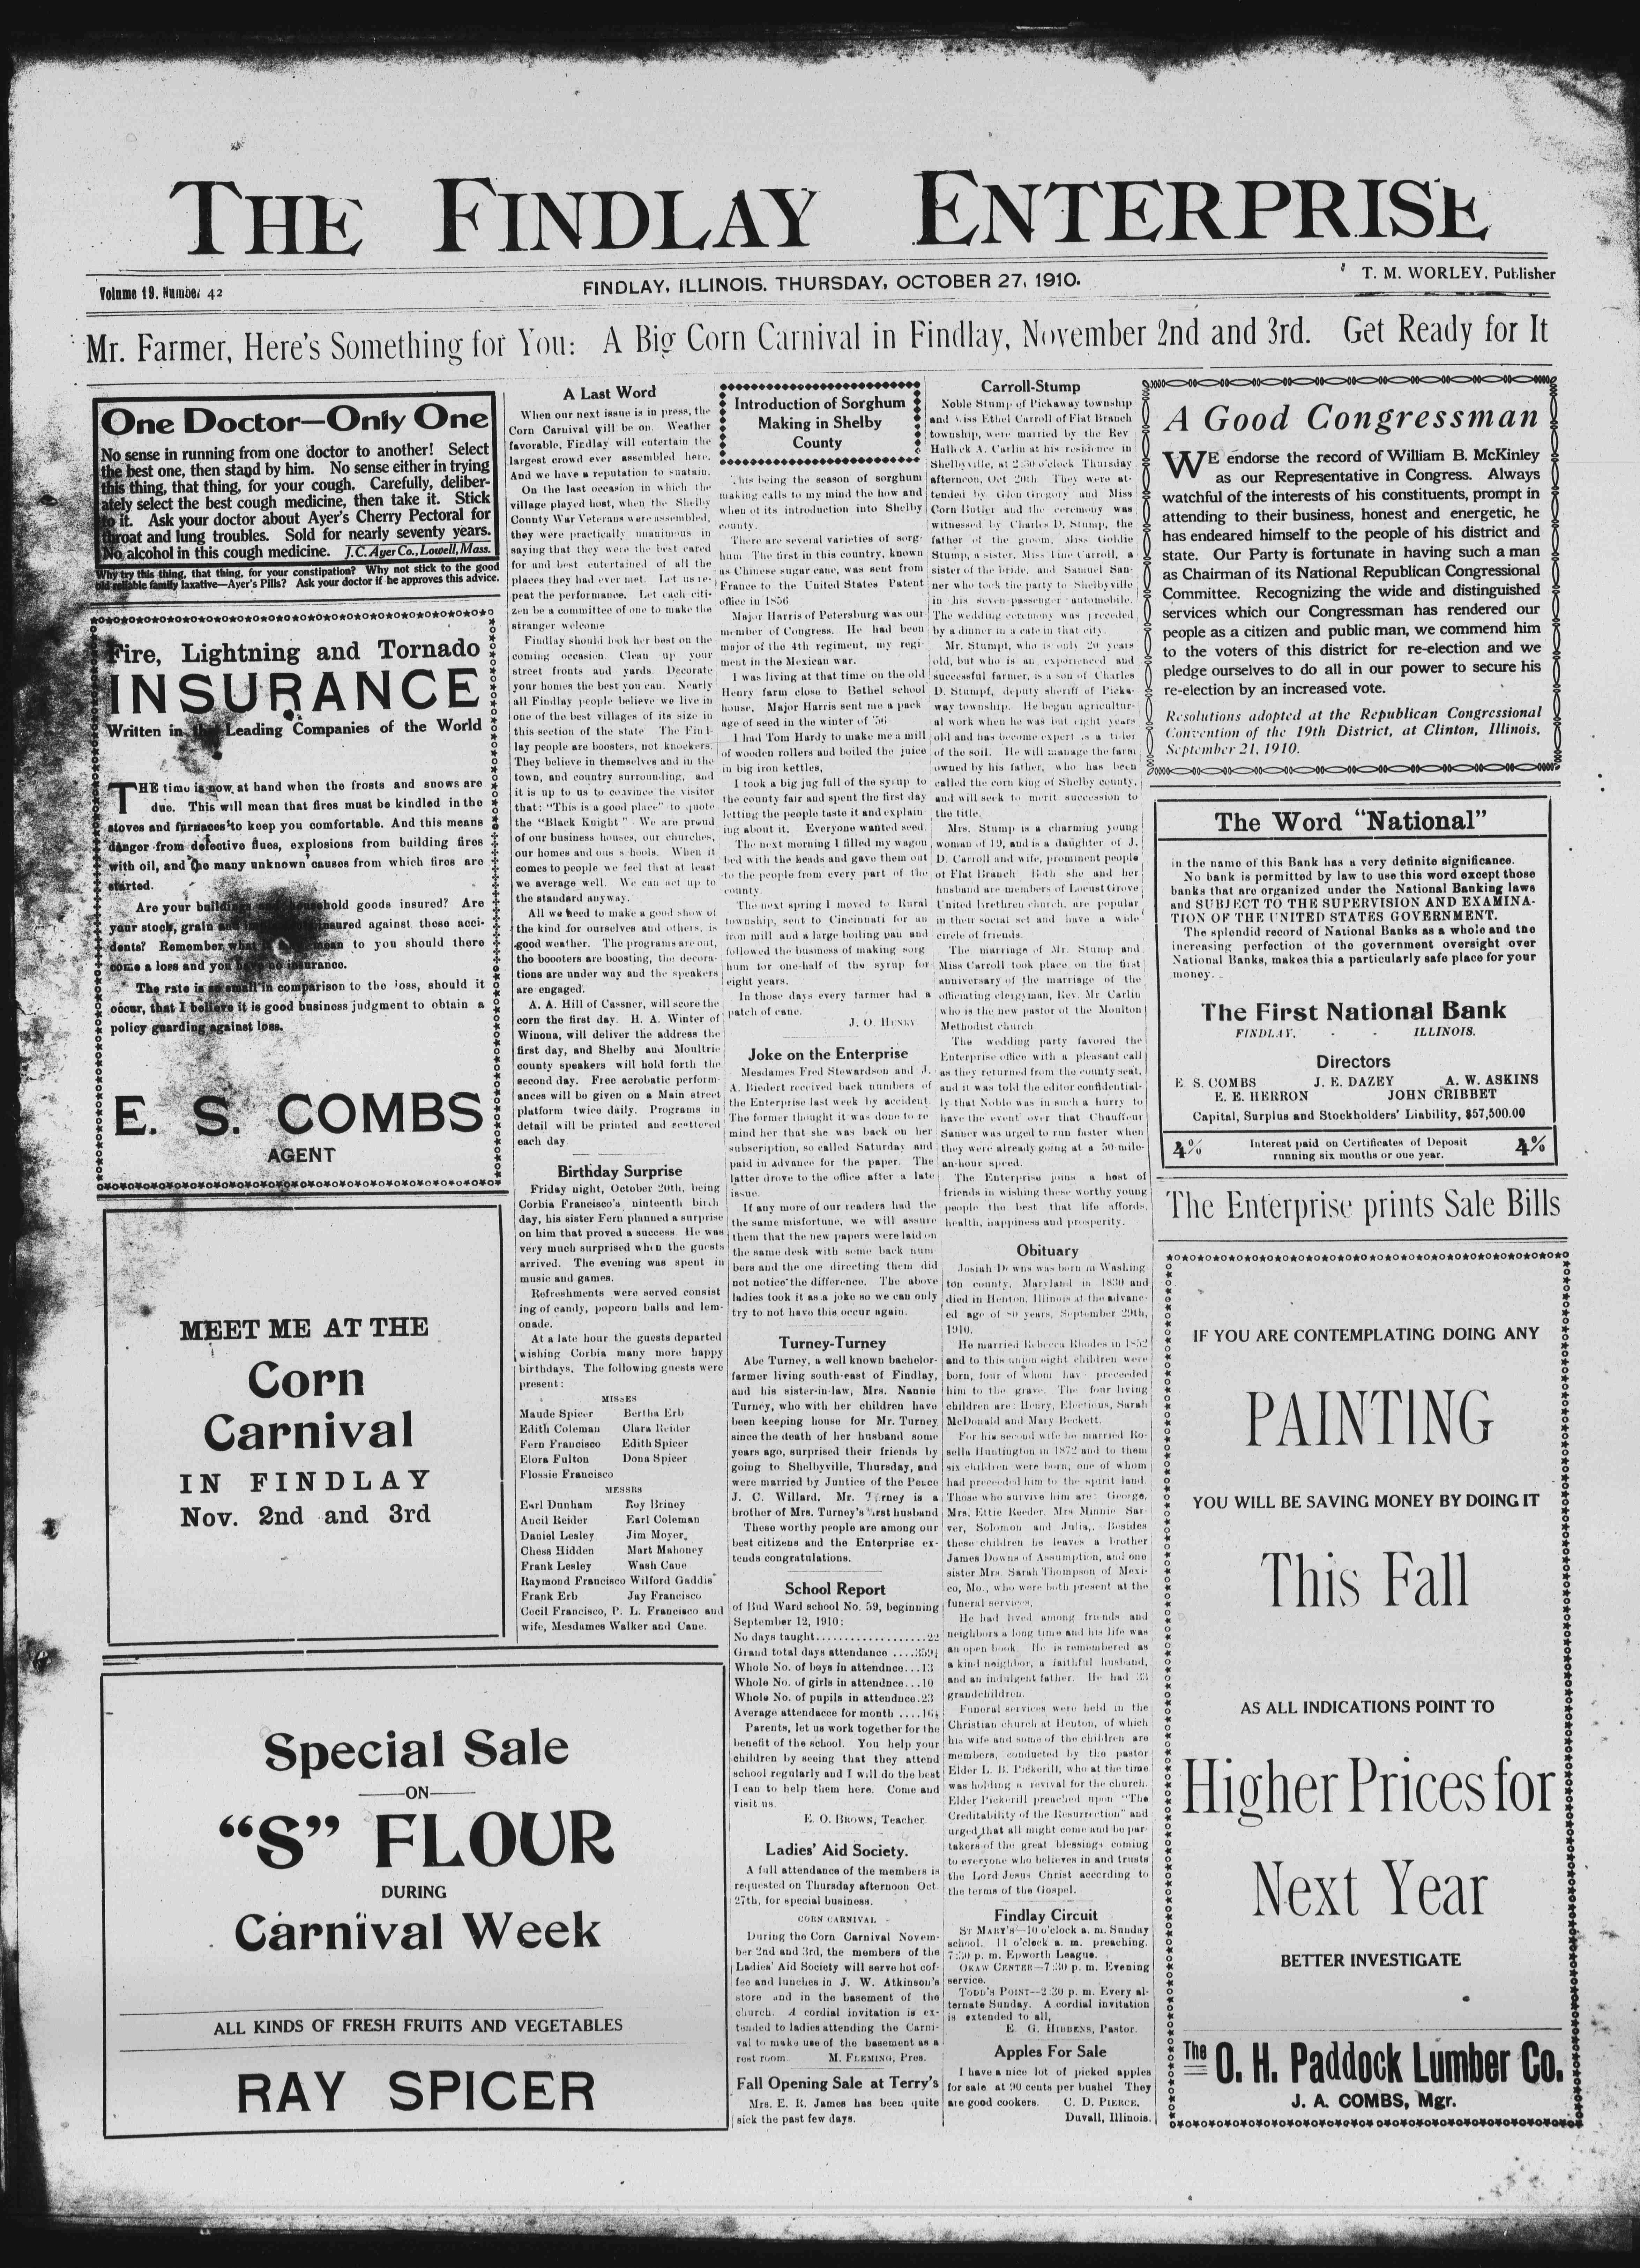 THE FINDLAY ENTERPRISE
Volume 19. Number 42
FINDLAY, ILLINOIS. THURSDAY, OCTOBER 27, 1910.
T. M. WORLEY, Publisher
Mr. Farmer, Here's Something for You: A Big Corn Carnival in Findlay, November 2nd and 3rd. Get Ready for It
One Doctor—Only One
No sense in running from one doctor to another! Select
the best one, then stand by him. No sense either in trying
this thing, that thing, for your cough. Carefully, deliber-
ately select the best cough medicine, then take it. Stick
to it. Ask your doctor about Ayer's Cherry Pectoral for
throat and lung troubles. Sold for nearly seventy years.
No alcohol in this cough medicine. J.C. Ayer Co., Lowell, Mass.
Why try this thing, that thing, for your constipation? Why not stick to the good
old reliable family laxative—Ayer's Pills? Ask your doctor if he approves this advice.
Fire, Lightning and Tornado
INSURANCE
Written in the Leading Companies of the World
THE time is now at hand when the frosts and snows are
due. This will mean that fires must be kindled in the
stoves and furnaces to keep you comfortable. And this means
danger from defective flues, explosions from building fires
with oil, and the many unknown causes from which fires are
started.
Are your buildings and household goods insured? Are
your stock, grain and insured against these acci-
dents? Remember what it mean to you should there
come a loss and you have no insurance.
The rate is so small in comparison to the loss, should it
occur, that I believe it is good business judgment to obtain a
policy guarding against loss.
E. S. COMBS
AGENT
MEET ME AT THE
Corn
Carnival
IN FINDLAY
Nov. 2nd and 3rd
Special Sale
—ON—
"S" FLOUR
DURING
Carnival Week
ALL KINDS OF FRESH FRUITS AND VEGETABLES
RAY SPICER
A Last Word
When our next issue is in press, the
Corn Carnival will be on. Weather
favorable, Findlay will entertain the
largest crowd ever assembled here.
And we have a reputation to sustain.
On the last occasion in which the
village played host, when the Shelby
County War Veterans were assembled,
they were practically unanimous in
saying that they were the best cared
for and best entertained of all the
places they had ever met. Let us re-
peat the performance. Let each citi-
zen be a committee of one to make the
stranger welcome
Findlay should look her best on the
coming occasion. Clean up your
street fronts and yards. Decorate
your homes the best you can. Nearly
all Findlay people believe we live in
one of the best villages of its size in
this section of the state The Find-
lay people are boosters, not knockers.
They believe in themselves and in the
town, and country surrounding, and
it is up to us to convince the visitor
that: "This is a good place" to quote
the "Black Knight" We are proud
of our business houses, our churches,
our homes and ous schools. When it
comes to people we feel that at least
we average well. We can act up to
the standard anyway.
All we need to make a good show of
the kind for ourselves and others, is
good weather. The programs are out,
tho boooters are boosting, the decora-
tions are under way and the speakers
are engaged.
A. A. Hill of Cassner, will score the
corn the first day. H. A. Winter of
Winona, will deliver the address the
first day, and Shelby and Moultrie
county speakers will hold forth the
second day. Free acrobatic perform-
ances will be given on a Main street
platform twice daily. Programs in
detail will be printed and scattered
each day
Birthday Surprise
Friday night, October 20th, being
Corbia Francisco's ninteenth birth
day, his sister Fern planned a surprise
on him that proved a success He was
very much surprised when the guests
arrived. The evening was spent in
music and games.
Refreshments were served consist
ing of candy, popcorn balls and lem-
onade.
At a late hour the guests departed
wishing Corbia many more happy
birthdays. The following guests were
present:
MISSES
Maude Spicer Bertha Erb
Edith Coleman Clara Reider
Fern Francisco Edith Spicer
Elora Fulton Dona Spicer
Flossie Francisco
MESSRS
Earl Dunham Roy Briney
Ancil Reider Earl Coleman
Daniel Lesley Jim Moyer
Chess Hidden Mart Mahoney
Frank Lesley Wash Cane
Raymond Francisco Wilford Gaddis
Frank Erb Jay Francisco
Cecil Francisco, P. L. Francisco and
wife, Mesdames Walker and Cane.
Introduction of Sorghum
Making in Shelby
County
This being the season of sorghum
making calls to my mind the how and
when of its introduction into Shelby
county.
There are several varieties of sorg-
hum The first in this country, known
as Chinese sugar cane, was sent from
France to the United States Patent
office in 1856
Major Harris of Petersburg was our
member of Congress. He had been
major of the 4th regiment, my regi-
ment in the Mexican war.
I was living at that time on the old
Henry farm close to Bethel school
house. Major Harris sent me a pack
age of seed in the winter of '56
I had Tom Hardy to make me a mill
of wooden rollers and boiled the juice
in big iron kettles,
I took a big jug full of the syrup to
the county fair and spent the first day
letting the people taste it and explain-
ing about it. Everyone wanted seed.
The next morning I filled my wagon
bed with the heads and gave them out
to the people from every part of the
county.
The next spring I moved to Rural
township, sent to Cincinnati for an
iron mill and a large boiling pan and
followed the business of making sorg
hum for one-half of the syrup for
eight years.
In those days every farmer had a
patch of cane.
J. O. HENRY
Joke on the Enterprise
Mesdames Fred Stewardson and J.
A. Biedert received back numbers of
the Enterprise last week by accident.
The former thought it was done to re
mind her that she was back on her
subscription, so called Saturday and
paid in advance for the paper. The
latter drove to the office after a late
issue.
If any more of our readers had the
the same misfortune, we will assure
them that the new papers were laid on
the same desk with some back num
bers and the one directing them did
not notice the difference. The above
ladies took it as a joke so we can only
try to not have this occur again.
Turney-Turney
Abe Turney, a well known bachelor-
farmer living south-east of Findlay,
and his sister-in-law, Mrs. Nannie
Turney, who with her children have
been keeping house for Mr. Turney
since the death of her husband some
years ago, surprised their friends by
going to Shelbyville, Thursday, and
were married by Juntice of the Peace
J. C. Willard. Mr. Turney is a
brother of Mrs. Turney's first husband
These worthy people are among our
best citizens and the Enterprise ex-
tends congratulations.
School Report
of Bud Ward school No. 59, beginning
September 12, 1910:
No days taught..................22
Grand total days attendance ....359½
Whole No. of boys in attendnce...13
Whole No. of girls in attendnce...10
Whole No. of pupils in attendnce.23
Average attendacce for month ....16½
Parents, let us work together for the
benefit of the school. You help your
children by seeing that they attend
school regularly and I will do the best
I can to help them here. Come and
visit us.
E. O. BROWN, Teacher.
Ladies' Aid Society.
A full attendance of the members is
requested on Thursday afternoon Oct
27th, for special business.
CORN CARNIVAL
During the Corn Carnival Novem-
ber 2nd and 3rd, the members of the
Ladies' Aid Society will serve hot cof-
fee and lunches in J. W. Atkinson's
store and in the basement of the
church. A cordial invitation is ex-
tended to ladies attending the Carni-
val to make use of the basement as a
rest room. M. FLEMING, Pres.
Fall Opening Sale at Terry's
Mrs. E. R. James has been quite
sick the past few days.
Carroll-Stump
Noble Stump of Pickaway township
and Miss Ethel Carroll of Flat Branch
township, were married by the Rev
Halleck A. Carlin at his residence in
Shelbyville, at 2:30 o'clock Thursday
afternoon, Oct 20th. They were at-
tended by Glen Gregory and Miss
Corn Butler and the ceremony was
witnessed by Charles D. Stump, the
father of the groom, Miss Goldie
Stump, a sister, Miss Carroll, a
sister of the bride, and Samuel San-
ner who took the party to Shelbyville
in his seven-passenger automobile.
The wedding ceremony was preceded
by a dinner in a cafe in that city.
Mr. Stumpt, who is only 20 years
old, but who is an experienced and
successful farmer, is a son of Charles
D. Stumpf, deputy sheriff of Picka-
way township. He began agricultur-
al work when he was but eight years
old and has become expert as a tiler
of the soil. He will manage the farm
owned by his father, who has been
called the corn king of Shelby county,
and will seek to merit succession to
the title.
Mrs. Stump is a charming young
woman of 19, and is a daughter of J.
D. Carroll and wife, prominent people
of Flat Branch Both she and her
husband are members of Locust Grove
United brethren church, are popular
in their social set and have a wide
circle of friends.
The marriage of Mr. Stump and
Miss Carroll took place on the first
anniversary of the marriage of the
officiating clergyman, Rev. Mr Carlin
who is the new pastor of the Moulton
Methodist church
The wedding party favored the
Enterprise office with a pleasant call
as they returned from the county seat,
and it was told the editor confidential-
ly that Noble was in such a hurry to
have the event over that Chauffeur
Sanner was urged to run faster when
they were already going at a 50 mile-
an-hour speed.
The Enterprise joins a host of
friends in wishing these worthy young
people the best that life affords,
health, happiness and prosperity.
Obituary
Josiah Downs was born in Washing-
ton county, Maryland in 1830 and
died in Henton, Illinois at the advanc-
ed age of 80 years, September 29th,
1910.
He married Rebecca Rhodes in 1852
and to this union eight children were
born, four of whom have preceeded
him to the grave. The four living
children are: Henry, Electious, Sarah
McDonald and Mary Beckett.
For his second wife he married Ro-
sella Huntington in 1872 and to them
six children were born, one of whom
had preceeded him to the spirit land.
Those who survive him are: George,
Mrs. Ettie Reeder, Mrs Minnie Sar-
ver, Solomon and Julia,. Besides
these children he leaves a brother
James Downs of Assumption, and one
sister Mrs. Sarah Thompson of Mexi-
co, Mo., who were both present at the
funeral services.
He had lived among friends and
neighbors a long time and his life was
an open book. He is remembered as
a kind neighbor, a faithful husband,
and an indulgent father. He had 33
grandchildren.
Funeral services were held in the
Christian church at Henton, of which
his wife and some of the children are
members, conducted by the pastor
Elder L. B. Pickerill, who at the time
was holding a revival for the church.
Elder Pickerill preached upon "The
Creditability of the Resurrection" and
urged that all might come and be par-
takers of the great blessings coming
to everyone who believes in and trusts
the Lord Jesus Christ according to
the terms of the Gospel.
Findlay Circuit
ST MARY'S—10 o'clock a. m. Sunday
school. 11 o'clock a. m. preaching.
7:30 p. m. Epworth League.
OKAW CENTER—7:30 p. m. Evening
service.
TODD'S POINT—2:30 p. m. Every al-
ternate Sunday. A cordial invitation
is extended to all,
E. G. HIBBENS, Pastor.
Apples For Sale
I have a nice lot of picked apples
for sale at 90 cents per bushel They
are good cookers. C. D. PIERCE,
Duvall, Illinois.
A Good Congressman
WE endorse the record of William B. McKinley
as our Representative in Congress. Always
watchful of the interests of his constituents, prompt in
attending to their business, honest and energetic, he
has endeared himself to the people of his district and
state. Our Party is fortunate in having such a man
as Chairman of its National Republican Congressional
Committee. Recognizing the wide and distinguished
services which our Congressman has rendered our
people as a citizen and public man, we commend him
to the voters of this district for re-election and we
pledge ourselves to do all in our power to secure his
re-election by an increased vote.
Resolutions adopted at the Republican Congressional
Convention of the 19th District, at Clinton, Illinois,
September 21, 1910.
The Word "National"
in the name of this Bank has a very definite significance.
No bank is permitted by law to use this word except those
banks that are organized under the National Banking laws
and SUBJECT TO THE SUPERVISION AND EXAMINA-
TION OF THE UNITED STATES GOVERNMENT.
The splendid record of National Banks as a whole and the
increasing perfection of the government oversight over
National Banks, makes this a particularly safe place for your
money.
The First National Bank
FINDLAY, - - ILLINOIS.
Directors
E. S. COMBS J. E. DAZEY A. W. ASKINS
E. E. HERRON JOHN CRIBBET
Capital, Surplus and Stockholders' Liability, $57,500.00
4% Interest paid on Certificates of Deposit 4%
running six months or one year.
The Enterprise prints Sale Bills
IF YOU ARE CONTEMPLATING DOING ANY
PAINTING
YOU WILL BE SAVING MONEY BY DOING IT
This Fall
AS ALL INDICATIONS POINT TO
Higher Prices for
Next Year
BETTER INVESTIGATE
The O. H. Paddock Lumber Co.
J. A. COMBS, Mgr.